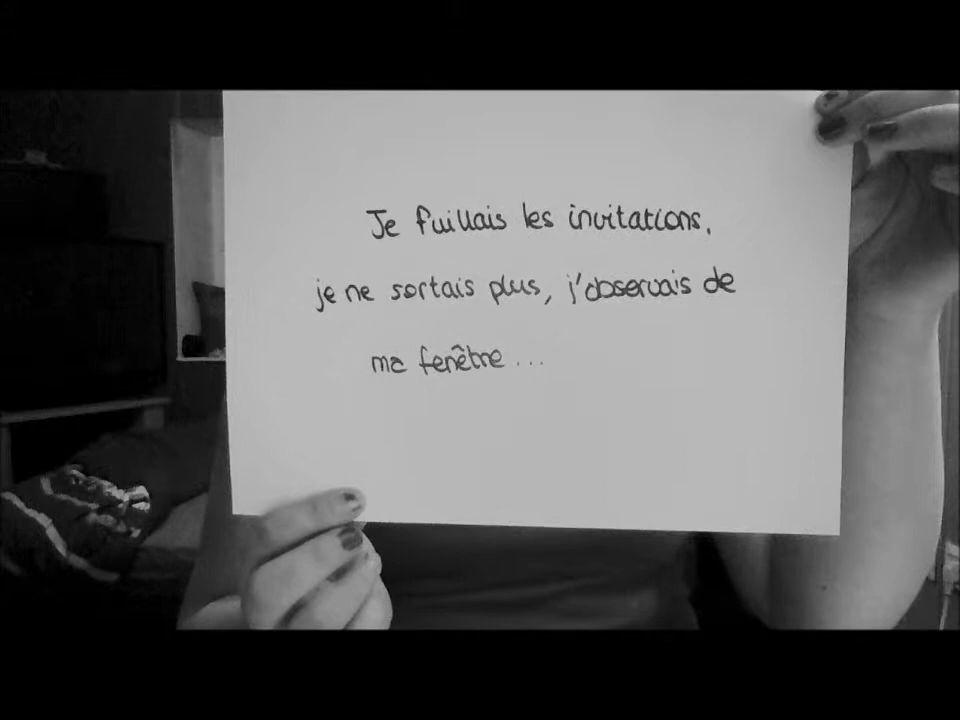 Je fuillais les invitations,
je ne sortais plus, j'observais de
ma fenêtre...